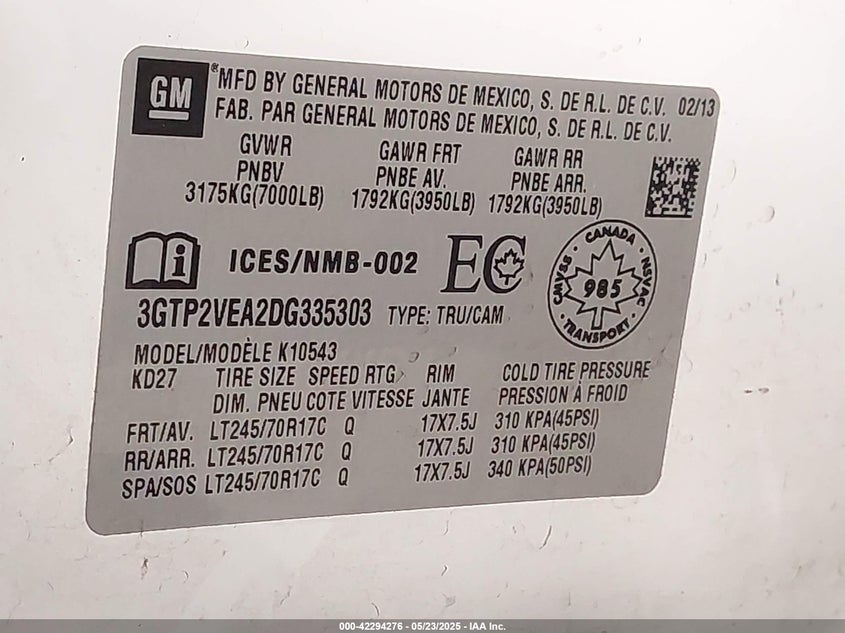 GM
® MFD BY GENERAL MOTORS DE MEXICO, S. DE R.L. DE C.V. 02/13
FAB. PAR GENERAL MOTORS DE MEXICO, S. DE R.L. DE C.V.
GVWR GAWR FRT GAWR RR
PNBV PNBE AV. PNBE ARR.
3175KG(7000LB) 1792KG(3950LB) 1792KG(3950LB)
i ICES/NMB-002 EC
CANADA
CMVSS 985 NSVAC
TRANSPORT
3GTP2VEA2DG335303 TYPE: TRU/CAM
MODEL/MODÈLE K10543
KD27 TIRE SIZE SPEED RTG RIM COLD TIRE PRESSURE
DIM. PNEU COTE VITESSE JANTE PRESSION À FROID
FRT/AV. LT245/70R17C Q 17X7.5J 310 KPA(45PSI)
RR/ARR. LT245/70R17C Q 17X7.5J 310 KPA(45PSI)
SPA/SOS LT245/70R17C Q 17X7.5J 340 KPA(50PSI)
000-42294276 - 05/23/2025 - IAA Inc.